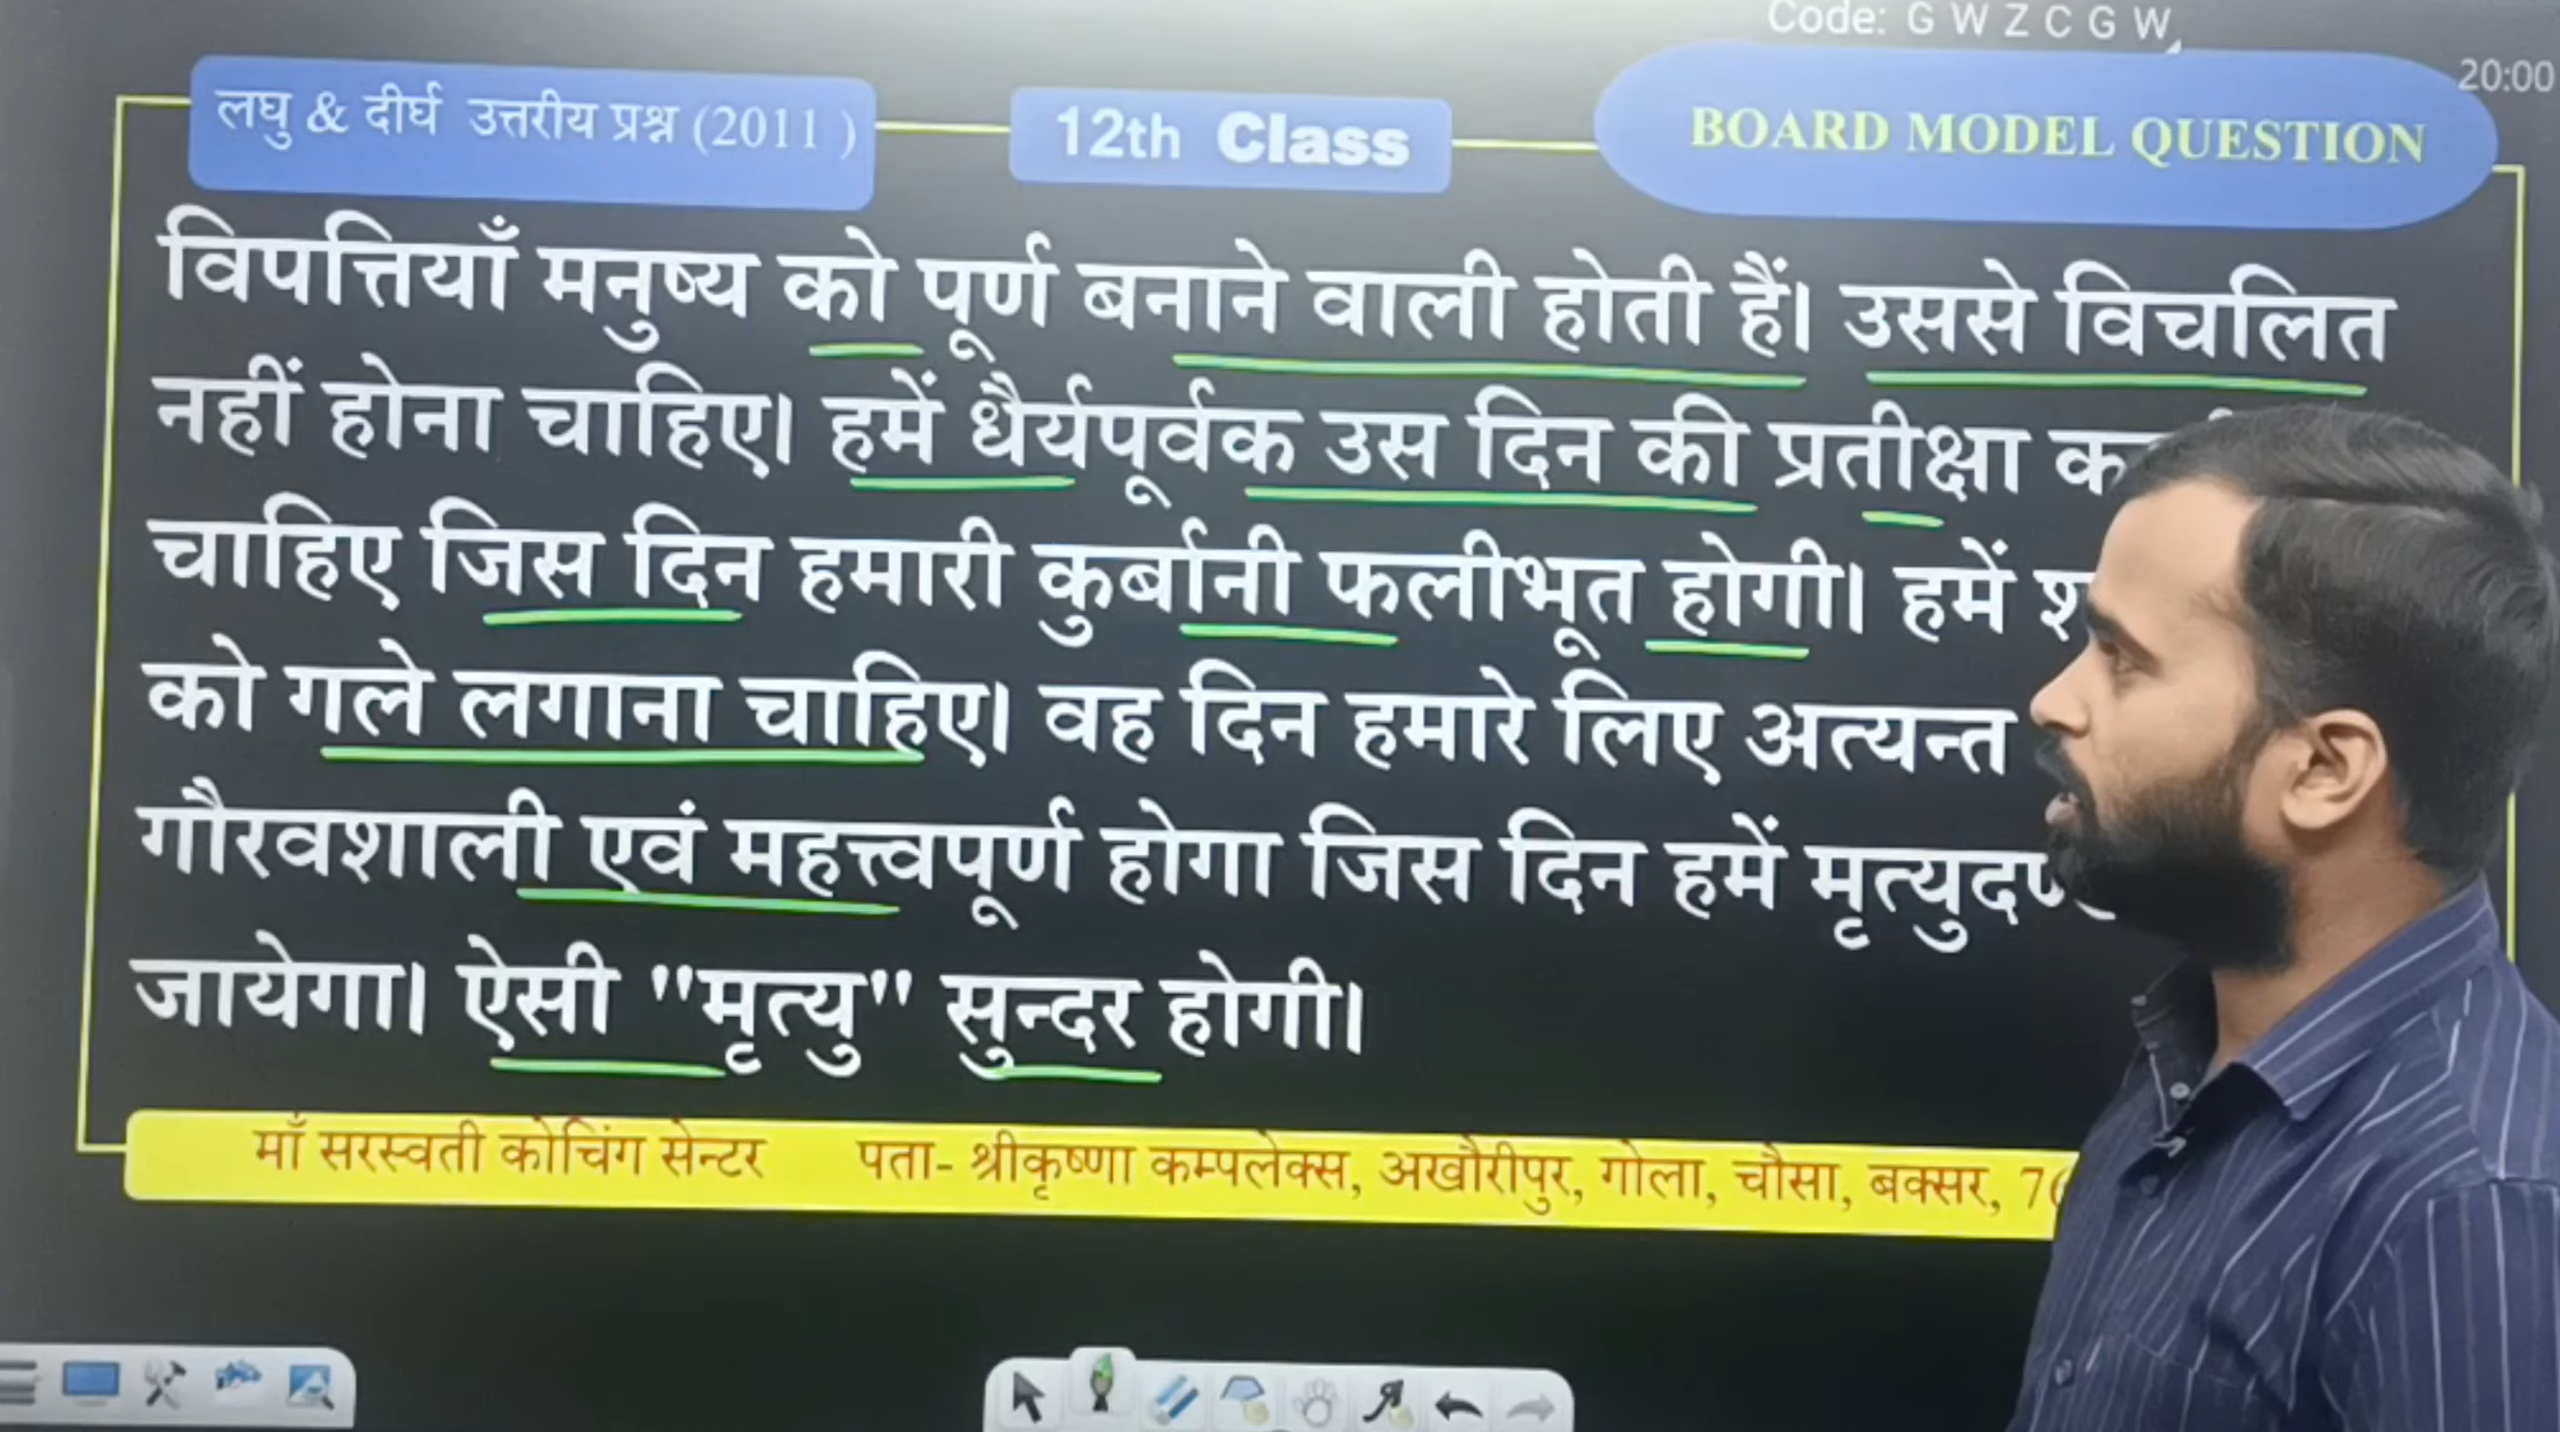 Code: G W Z C G W
20:00
लघु & दीर्घ उत्तरीय प्रश्न (2011 )
12th Class
BOARD MODEL QUESTION
विपत्तियाँ मनुष्य को पूर्ण बनाने वाली होती हैं। उससे विचलित
नहीं होना चाहिए। हमें धैर्यपूर्वक उस दिन की प्रतीक्षा
चाहिए जिस दिन हमारी कुर्बानी फलीभूत होगी। हमें
को गले लगाना चाहिए। वह दिन हमारे लिए अत्यन्त
गौरवशाली एवं महत्त्वपूर्ण होगा जिस दिन हमें
जायेगा। ऐसी "मृत्यु" सुन्दर होगी।
माँ सरस्वती कोचिंग सेन्टर पता- श्रीकृष्णा कम्पलेक्स, अखौरीपुर, गोला, चौसा, बक्सर,